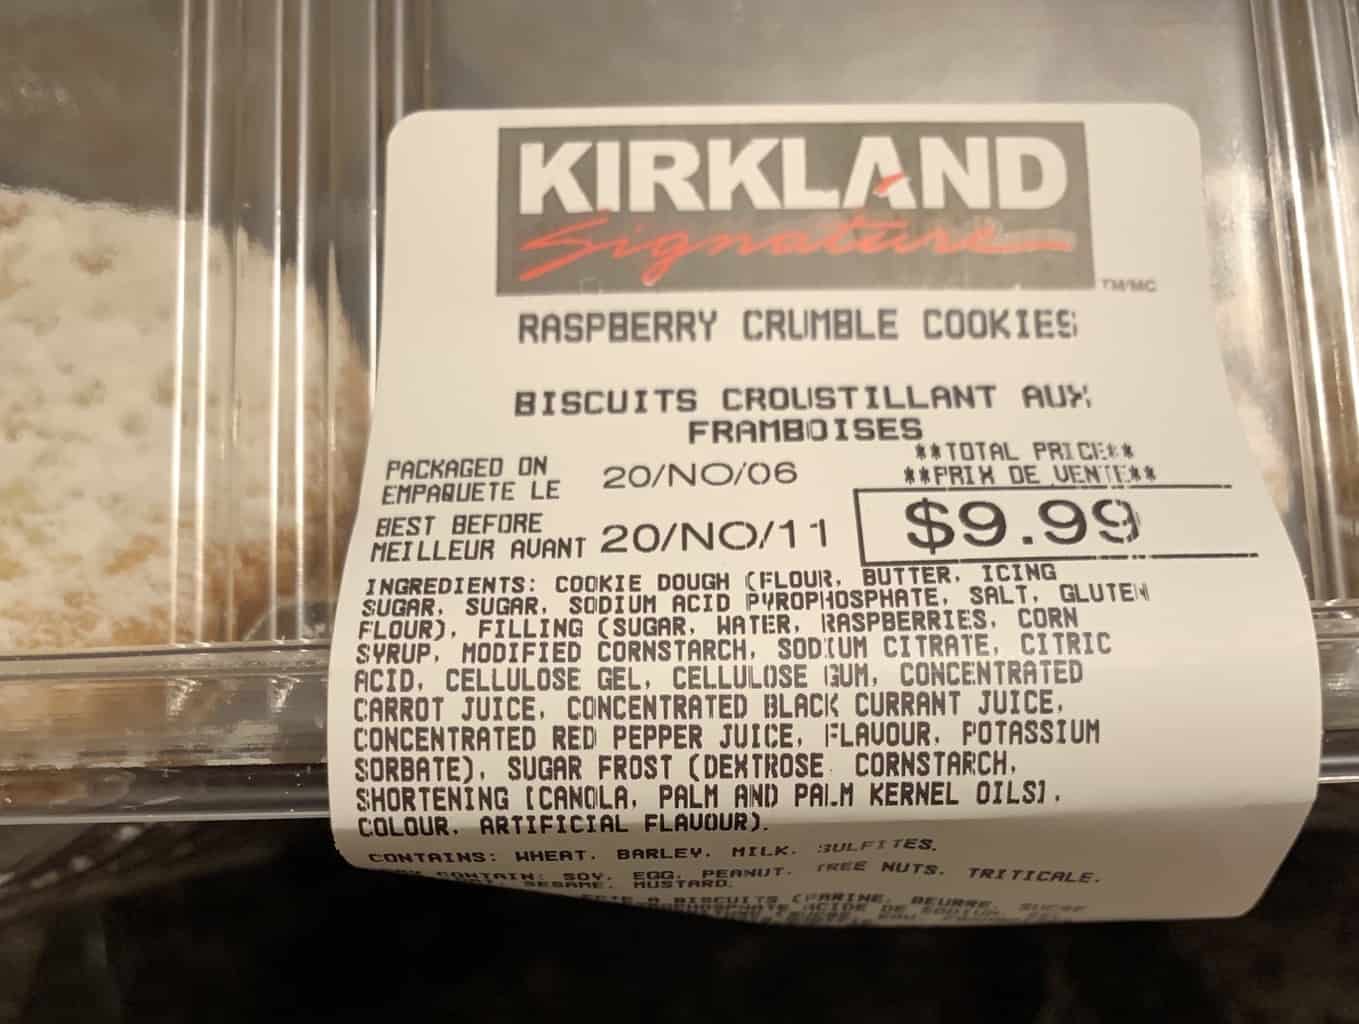 KIRKLAND
Signature
TM/MC
RASPBERRY CRUMBLE COOKIES
BISCUITS CROUSTILLANT AUX
FRAMBOISES
**TOTAL PRICE**
**PRIX DE VENTE**
PACKAGED ON
EMPAQUETE LE
20/NO/06
BEST BEFORE
MEILLEUR AVANT
20/NO/11
$9.99
INGREDIENTS: COOKIE DOUGH (FLOUR, BUTTER, ICING
SUGAR, SUGAR, SODIUM ACID PYROPHOSPHATE, SALT, GLUTEN
FLOUR), FILLING (SUGAR, WATER, RASPBERRIES, CORN
SYRUP, MODIFIED CORNSTARCH, SODIUM CITRATE, CITRIC
ACID, CELLULOSE GEL, CELLULOSE GUM, CONCENTRATED
CARROT JUICE, CONCENTRATED BLACK CURRANT JUICE,
CONCENTRATED RED PEPPER JUICE, FLAVOUR, POTASSIUM
SORBATE), SUGAR FROST (DEXTROSE, CORNSTARCH,
SHORTENING [CANOLA, PALM AND PALM KERNEL OILS],
COLOUR, ARTIFICIAL FLAVOUR).
CONTAINS: WHEAT, BARLEY, MILK, SULFITES.
CONTAIN: SOY, EGG, PEANUT, TREE NUTS, TRITICALE,
SESAME, MUSTARD.
A BISCUITS (FARINE, BEURRE, SUCRE
ACIDE DE SODIUM, SEL